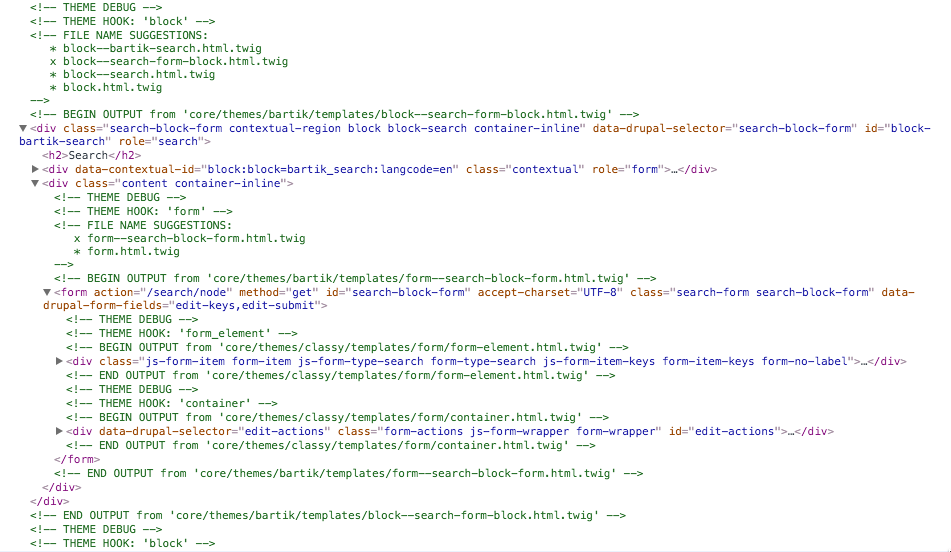 <!-- THEME DEBUG -->
<!-- THEME HOOK: 'block' -->
<!-- FILE NAME SUGGESTIONS:
* block--bartik-search.html.twig
x block--search-form-block.html.twig
* block--search.html.twig
* block.html.twig
-->
<!-- BEGIN OUTPUT from 'core/themes/bartik/templates/block--search-form-block.html.twig' -->
▼<div class="search-block-form contextual-region block block-search container-inline" data-drupal-selector="search-block-form" id="block-
bartik-search" role="search">
<h2>Search</h2>
▶<div data-contextual-id="block:block=bartik_search:langcode=en" class="contextual" role="form">…</div>
▼<div class="content container-inline">
<!-- THEME DEBUG -->
<!-- THEME HOOK: 'form' -->
<!-- FILE NAME SUGGESTIONS:
x form--search-block-form.html.twig
* form.html.twig
-->
<!-- BEGIN OUTPUT from 'core/themes/bartik/templates/form--search-block-form.html.twig' -->
▼<form action="/search/node" method="get" id="search-block-form" accept-charset="UTF-8" class="search-form search-block-form" data-
drupal-form-fields="edit-keys,edit-submit">
<!-- THEME DEBUG -->
<!-- THEME HOOK: 'form_element' -->
<!-- BEGIN OUTPUT from 'core/themes/classy/templates/form/form-element.html.twig' -->
▶<div class="js-form-item form-item js-form-type-search form-type-search js-form-item-keys form-item-keys form-no-label">…</div>
<!-- END OUTPUT from 'core/themes/classy/templates/form/form-element.html.twig' -->
<!-- THEME DEBUG -->
<!-- THEME HOOK: 'container' -->
<!-- BEGIN OUTPUT from 'core/themes/classy/templates/form/container.html.twig' -->
▶<div data-drupal-selector="edit-actions" class="form-actions js-form-wrapper form-wrapper" id="edit-actions">…</div>
<!-- END OUTPUT from 'core/themes/classy/templates/form/container.html.twig' -->
</form>
<!-- END OUTPUT from 'core/themes/bartik/templates/form--search-block-form.html.twig' -->
</div>
</div>
<!-- END OUTPUT from 'core/themes/bartik/templates/block--search-form-block.html.twig' -->
<!-- THEME DEBUG -->
<!-- THEME HOOK: 'block' -->